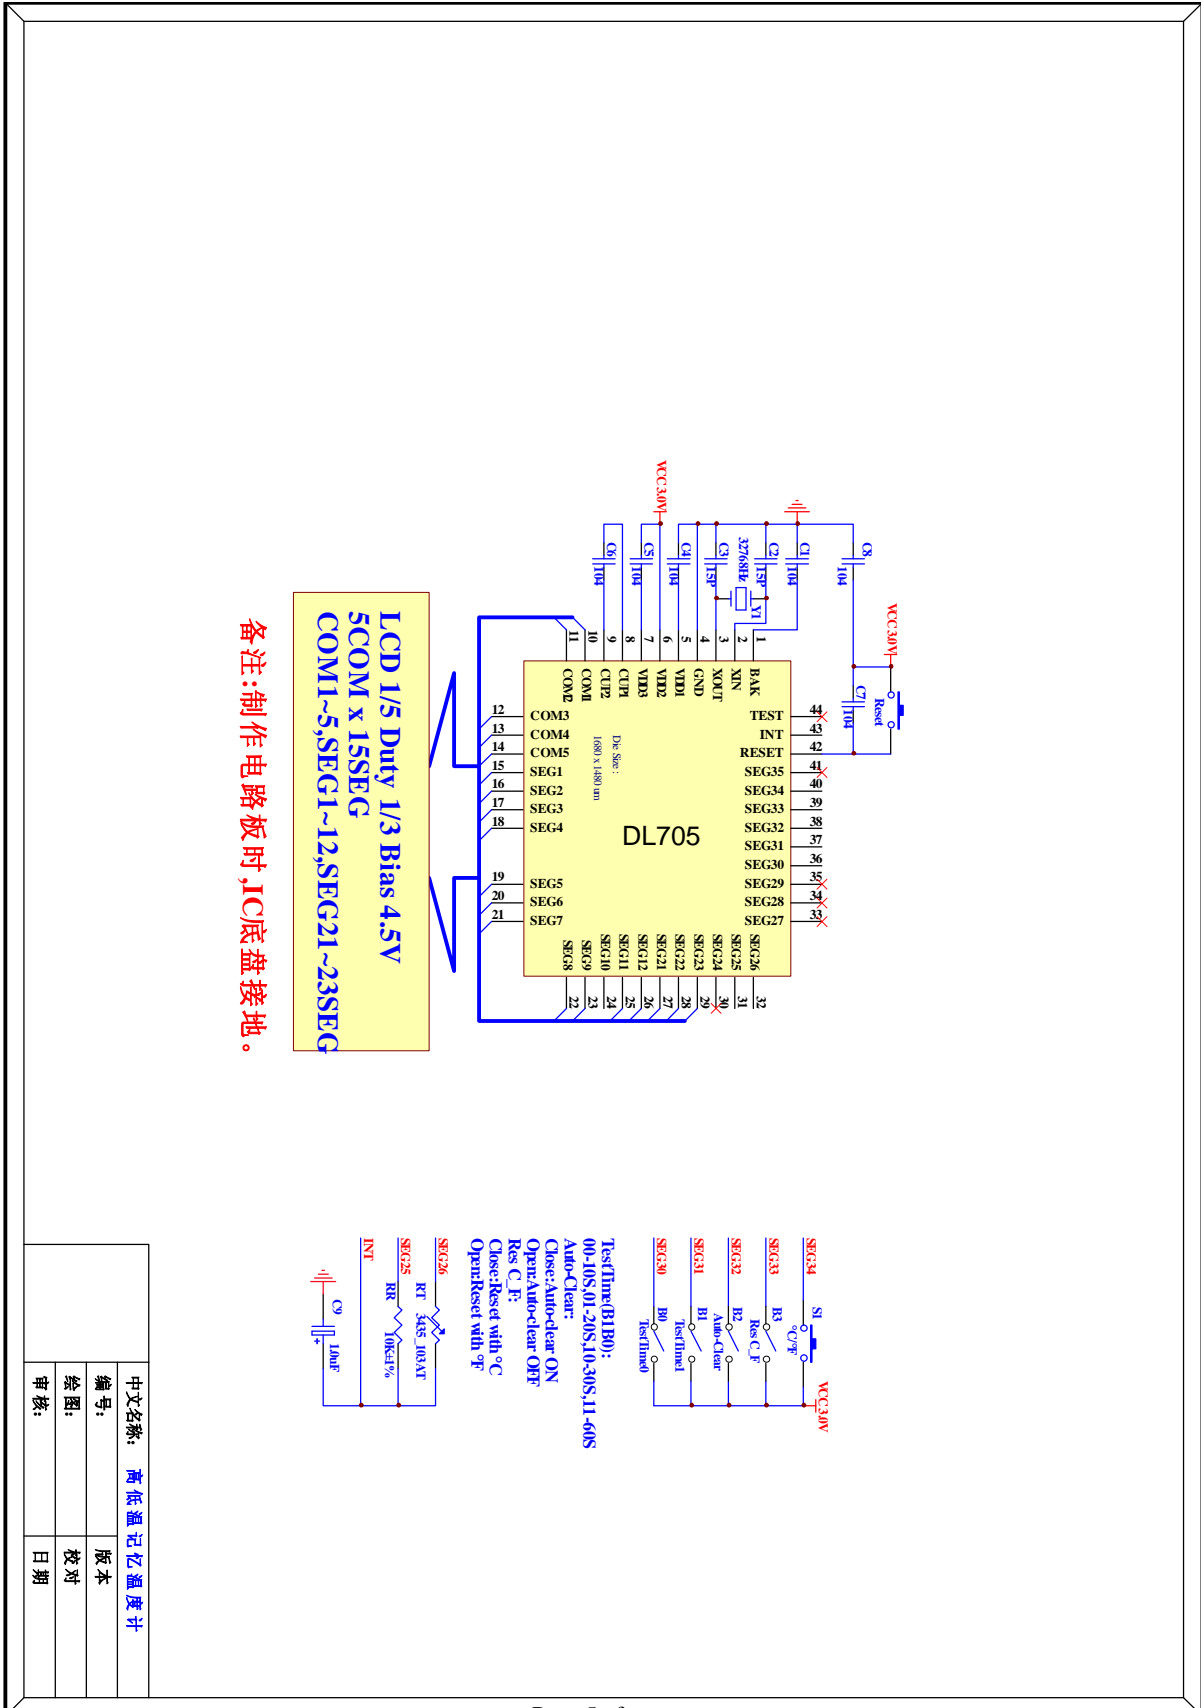 VCC3.0V
Reset
C7
104
C8
104
C1
104
C2
15P
Y1
32768Hz
C3
15P
C4
104
VCC3.0V
C5
104
C6
104
1
2
3
4
5
6
7
8
9
10
11
BAK
XIN
XOUT
GND
VDD1
VDD2
VDD3
CUP1
CUP2
COM1
COM2
12 COM3
13 COM4
14 COM5
15 SEG1
16 SEG2
17 SEG3
18 SEG4
19 SEG5
20 SEG6
21 SEG7
SEG8 22
SEG9 23
SEG10 24
SEG11 25
SEG12 26
SEG21 27
SEG22 28
SEG23 29
SEG24 30
SEG25 31
SEG26 32
SEG27 33
SEG28 34
SEG29 35
SEG30 36
SEG31 37
SEG32 38
SEG33 39
SEG34 40
SEG35 41
RESET 42
INT 43
TEST 44
Die Size :
1680 x 1480 um
DL705
LCD 1/5 Duty 1/3 Bias 4.5V
5COM x 15SEG
COM1~5,SEG1~12,SEG21~23SEG
备注:制作电路板时,IC底盘接地。
VCC3.0V
SEG34
S1
°C/°F
SEG33
B3
Res C_F
SEG32
B2
Auto-Clear
SEG31
B1
TestTime1
SEG30
B0
TestTime0
TestTime(B1B0):
00-10S,01-20S,10-30S,11-60S
Auto-Clear:
Close:Auto-clear ON
Open:Auto-clear OFF
Res C_F:
Close:Reset with °C
Open:Reset with °F
SEG26
RT 3435_103AT
SEG25
RR 10K±1%
INT
C9
10uF
中文名称: 高低温记忆温度计
编号: 版本
绘图: 校对
审核: 日期